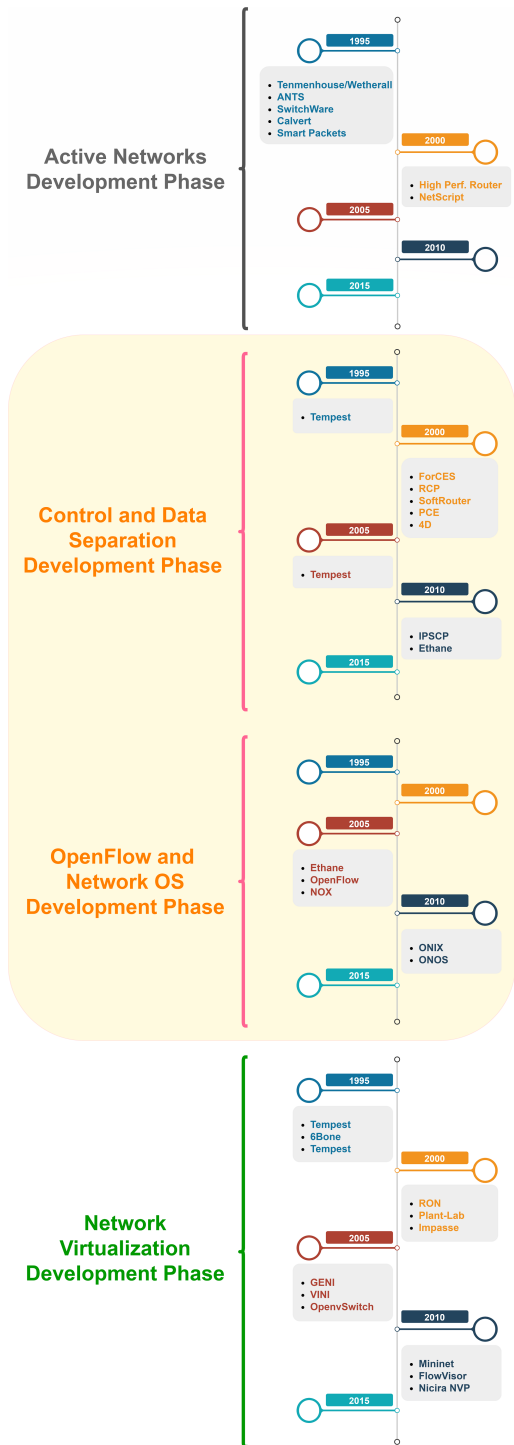 Active Networks
Development Phase
1995
Tenmenhouse/Wetherall
ANTS
SwitchWare
Calvert
Smart Packets
2000
High Perf. Router
NetScript
2005
2010
2015
Control and Data
Separation
Development Phase
1995
Tempest
2000
ForCES
RCP
SoftRouter
PCE
4D
2005
Tempest
2010
IPSCP
Ethane
2015
OpenFlow and
Network OS
Development Phase
1995
2000
2005
Ethane
OpenFlow
NOX
2010
ONIX
ONOS
2015
Network
Virtualization
Development Phase
1995
Tempest
6Bone
Tempest
2000
RON
Plant-Lab
Impasse
2005
GENI
VINI
OpenvSwitch
2010
Mininet
FlowVisor
Nicira NVP
2015